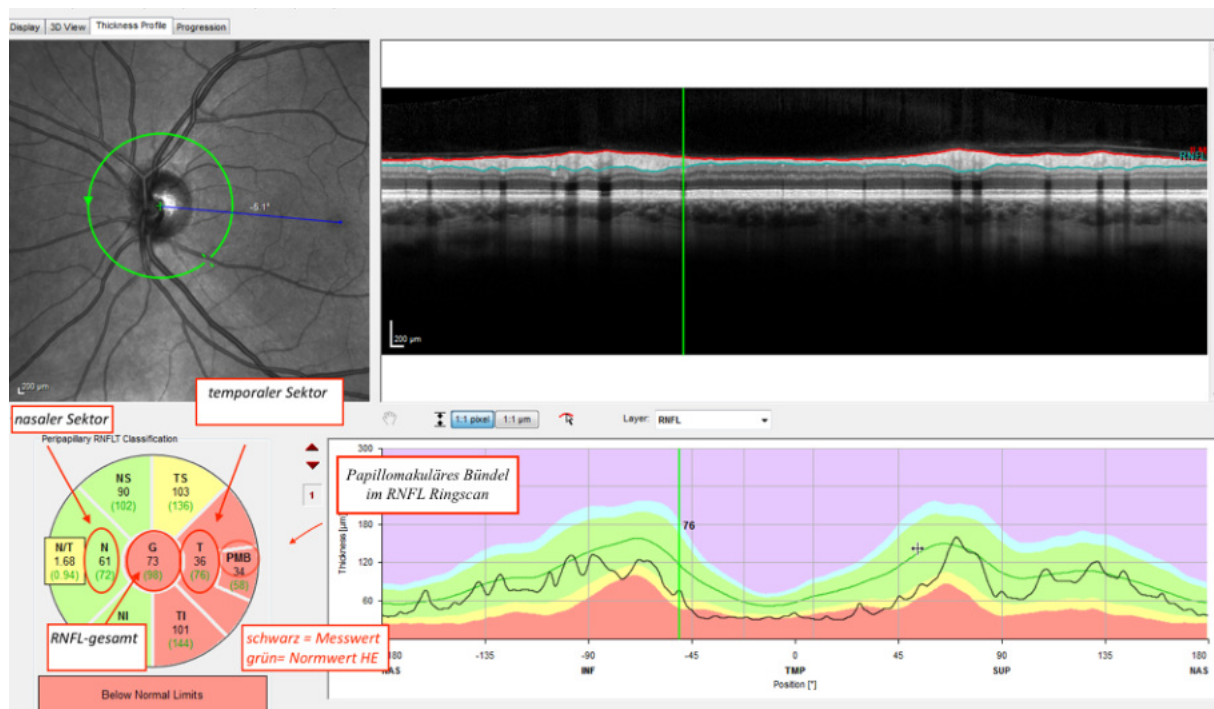 Display 3D View Thickness Profile Progression
-5.1°
200 µm
ILM
RNFL
200 µm
temporaler Sektor
nasaler Sektor
1:1 pixel 1:1 µm Layer: RNFL
Peripapillary RNFLT Classification
NS
90
(102)
TS
103
(136)
N/T
1.68
(0.94)
N
61
(72)
G
73
(98)
T
36
(76)
PMB
34
(58)
NI
TI
101
(144)
RNFL-gesamt
schwarz = Messwert
grün= Normwert HE
Below Normal Limits
1
Papillomakuläres Bündel
im RNFL Ringscan
Thickness [µm]
300
180
120
60
76
-135 -90 -45 0 45 90 135 180
NAS INF TMP SUP NAS
Position [°]